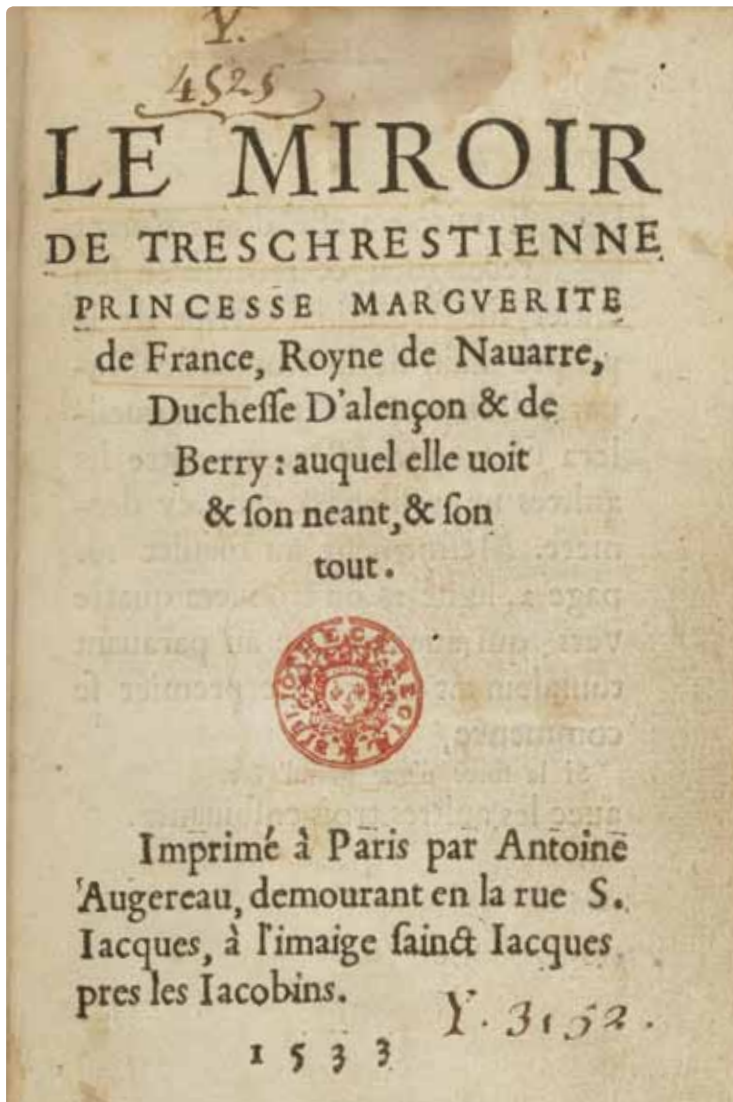 Y.
4525
LE MIROIR
DE TRESCHRESTIENNE
PRINCESSE MARGVERITE
de France, Royne de Nauarre,
Ducheſſe D'alençon & de
Berry: auquel elle uoit
& ſon neant, & ſon
tout.
BIBLIOTHECA REGIA
Imprimé à Paris par Antoine
Augereau, demourant en la rue S.
Iacques, à l'imaige ſainct Iacques
pres les Iacobins.
Y. 3152.
1533